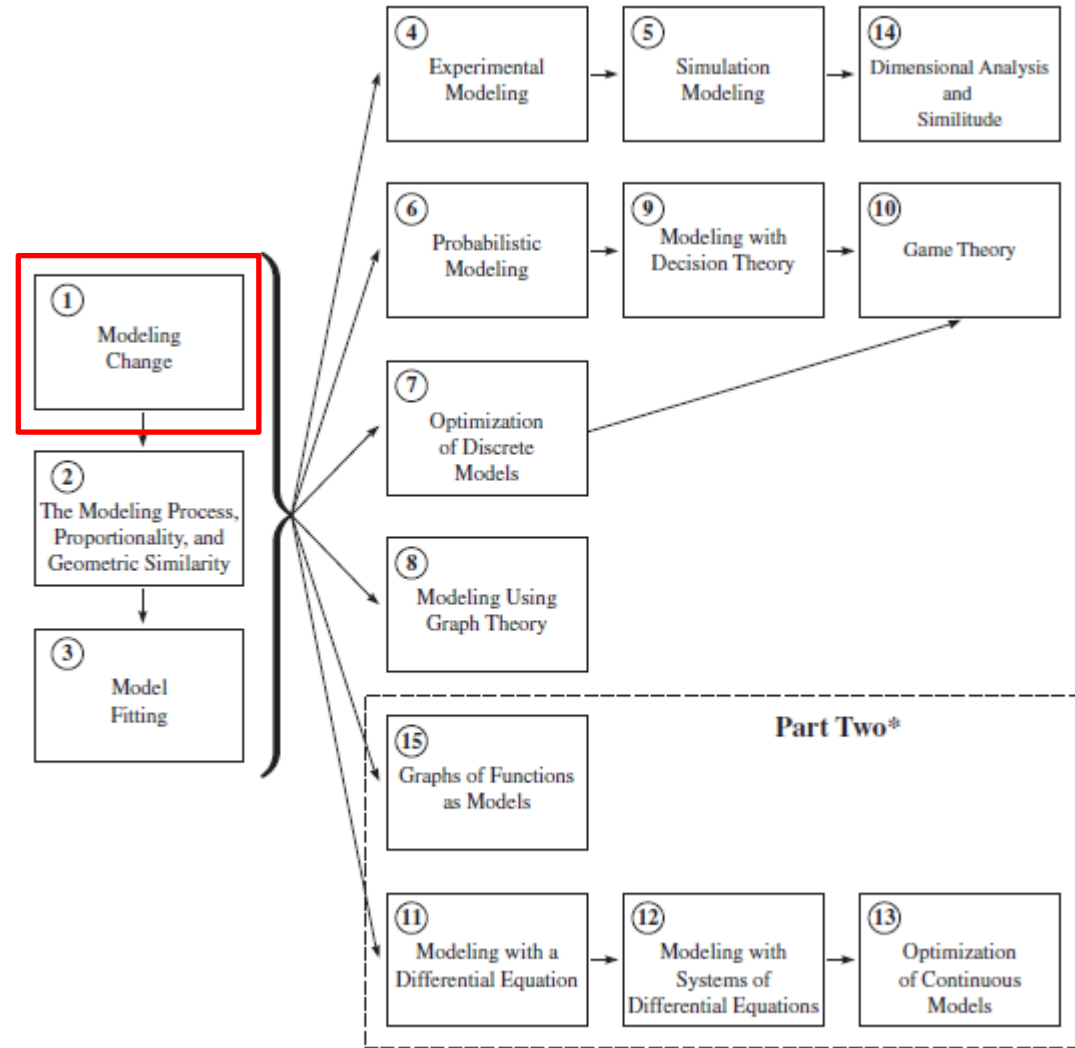 1
Modeling
Change
2
The Modeling Process,
Proportionality, and
Geometric Similarity
3
Model
Fitting
4
Experimental
Modeling
5
Simulation
Modeling
14
Dimensional Analysis
and
Similitude
6
Probabilistic
Modeling
9
Modeling with
Decision Theory
10
Game Theory
7
Optimization
of Discrete
Models
8
Modeling Using
Graph Theory
Part Two*
15
Graphs of Functions
as Models
11
Modeling with a
Differential Equation
12
Modeling with
Systems of
Differential Equations
13
Optimization
of Continuous
Models